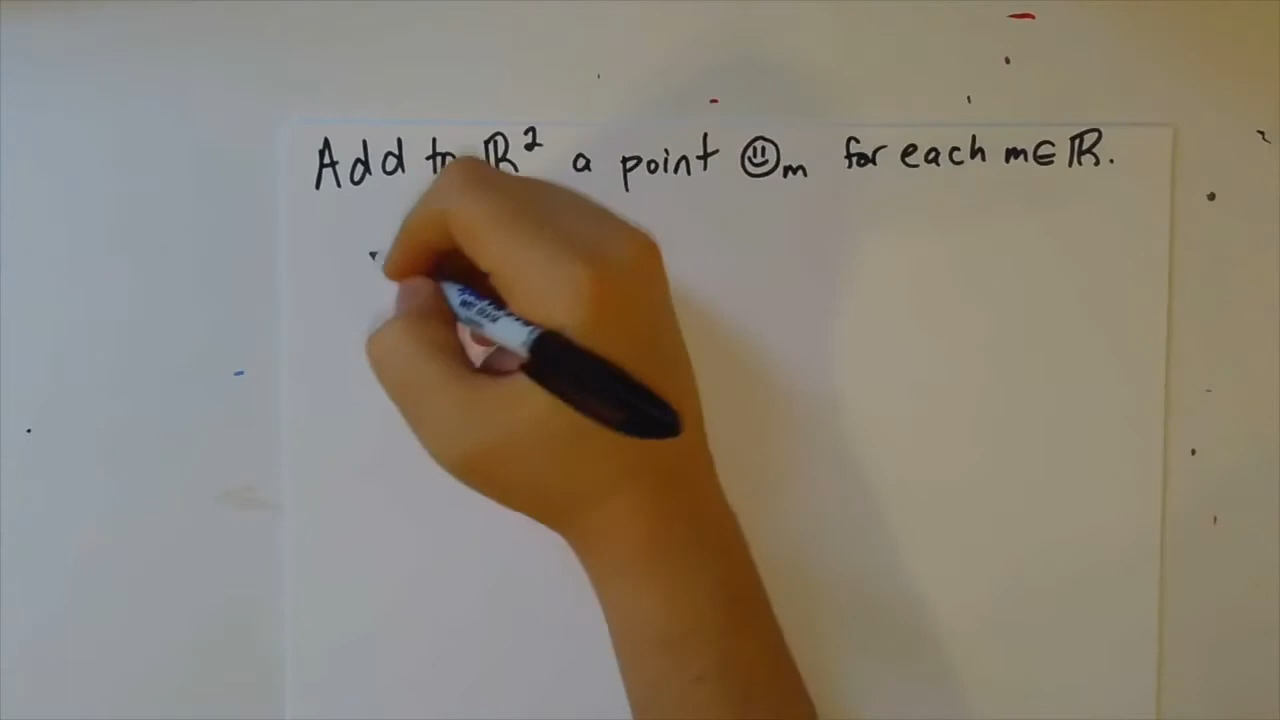 Add to ℝ² a point ☺ₘ for each m∈ℝ.